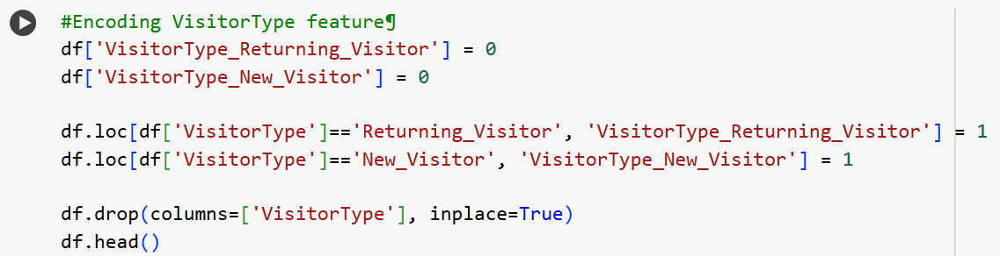 #Encoding VisitorType feature¶
df['VisitorType_Returning_Visitor'] = 0
df['VisitorType_New_Visitor'] = 0
df.loc[df['VisitorType']=='Returning_Visitor', 'VisitorType_Returning_Visitor'] = 1
df.loc[df['VisitorType']=='New_Visitor', 'VisitorType_New_Visitor'] = 1
df.drop(columns=['VisitorType'], inplace=True)
df.head()